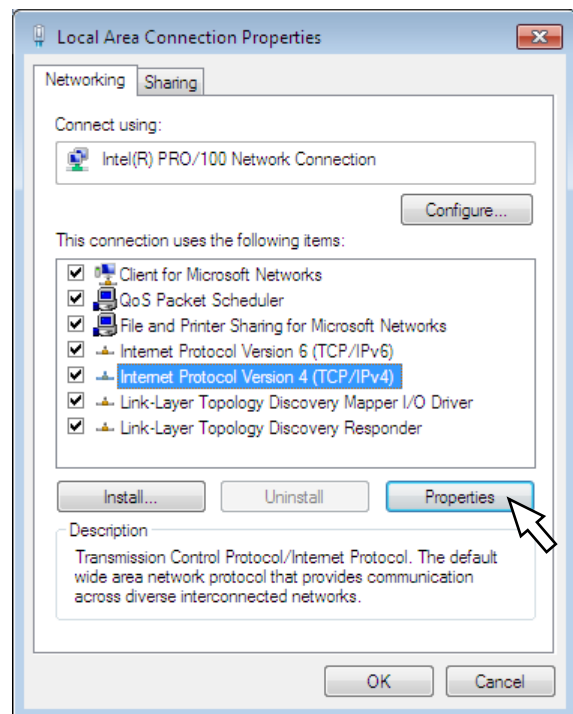 Local Area Connection Properties
Networking
Sharing
Connect using:
Intel(R) PRO/100 Network Connection
Configure...
This connection uses the following items:
Client for Microsoft Networks
QoS Packet Scheduler
File and Printer Sharing for Microsoft Networks
Internet Protocol Version 6 (TCP/IPv6)
Internet Protocol Version 4 (TCP/IPv4)
Link-Layer Topology Discovery Mapper I/O Driver
Link-Layer Topology Discovery Responder
Install...
Uninstall
Properties
Description
Transmission Control Protocol/Internet Protocol. The default
wide area network protocol that provides communication
across diverse interconnected networks.
OK
Cancel